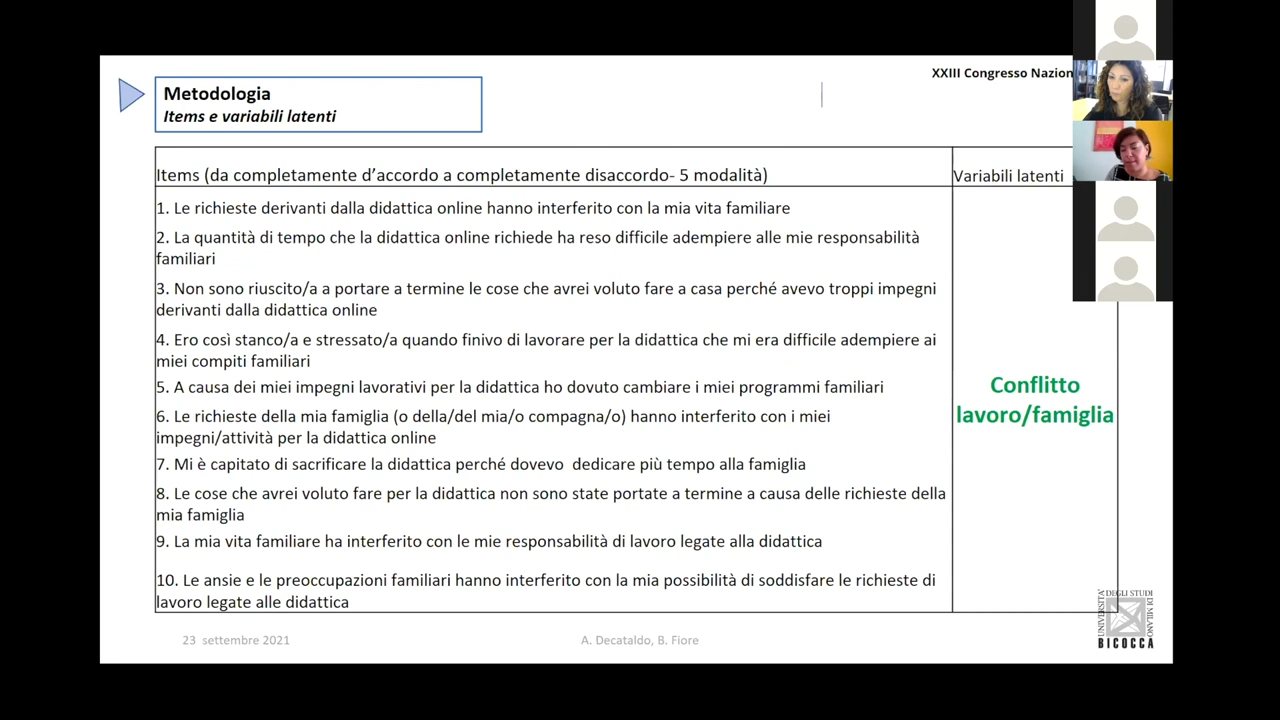 XXIII Congresso Nazion
Metodologia
Items e variabili latenti
Items (da completamente d'accordo a completamente disaccordo- 5 modalità)
Variabili latenti
1. Le richieste derivanti dalla didattica online hanno interferito con la mia vita familiare
2. La quantità di tempo che la didattica online richiede ha reso difficile adempiere alle mie responsabilità
familiari
3. Non sono riuscito/a a portare a termine le cose che avrei voluto fare a casa perché avevo troppi impegni
derivanti dalla didattica online
4. Ero così stanco/a e stressato/a quando finivo di lavorare per la didattica che mi era difficile adempiere ai
miei compiti familiari
5. A causa dei miei impegni lavorativi per la didattica ho dovuto cambiare i miei programmi familiari
6. Le richieste della mia famiglia (o della/del mia/o compagna/o) hanno interferito con i miei
impegni/attività per la didattica online
7. Mi è capitato di sacrificare la didattica perché dovevo  dedicare più tempo alla famiglia
8. Le cose che avrei voluto fare per la didattica non sono state portate a termine a causa delle richieste della
mia famiglia
9. La mia vita familiare ha interferito con le mie responsabilità di lavoro legate alla didattica
10. Le ansie e le preoccupazioni familiari hanno interferito con la mia possibilità di soddisfare le richieste di
lavoro legate alle didattica
Conflitto
lavoro/famiglia
23 settembre 2021
A. Decataldo, B. Fiore
UNIVERSITÀ
DEGLI STUDI
DI MILANO
BICOCCA